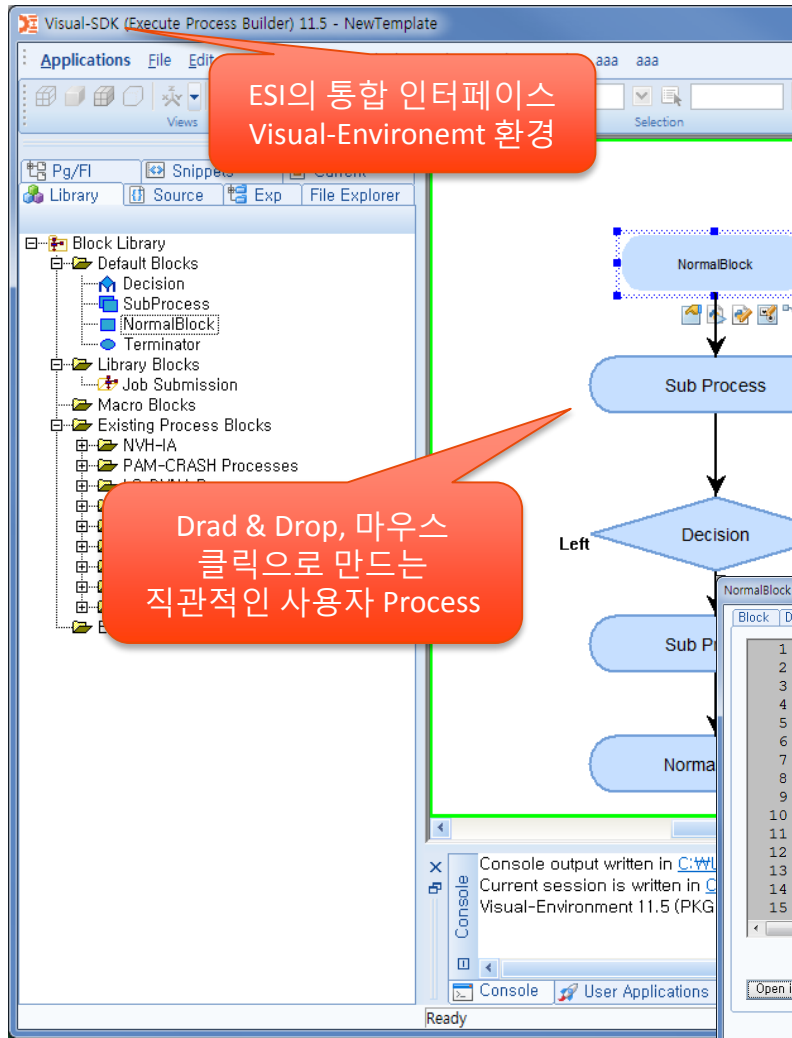 Visual-SDK (Execute Process Builder) 11.5 - NewTemplate
Applications File Edit aaa aaa
ESI의 통합 인터페이스
Visual-Environemt 환경
Views
Selection
Pg/Fl Snippets Current
Library Source Exp File Explorer
Block Library
Default Blocks
Decision
SubProcess
NormalBlock
Terminator
Library Blocks
Job Submission
Macro Blocks
Existing Process Blocks
NVH-IA
PAM-CRASH Processes
Drad & Drop, 마우스
클릭으로 만드는
직관적인 사용자 Process
NormalBlock
Sub Process
Left
Decision
Sub P
Norma
NormalBlock
Block D
1
2
3
4
5
6
7
8
9
10
11
12
13
14
15
Open i
Console output written in C:₩U
Current session is written in C
Visual-Environment 11.5 (PKG
Console
Console User Applications
Ready